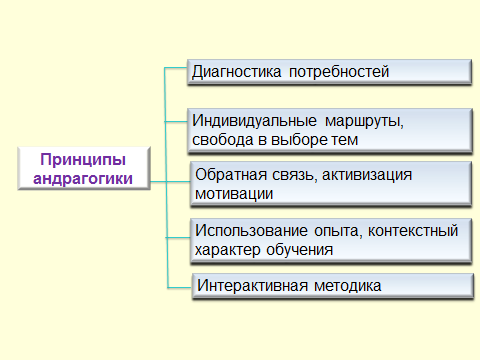 Принципы
андрагогики
Диагностика потребностей
Индивидуальные маршруты,
свобода в выборе тем
Обратная связь, активизация
мотивации
Использование опыта, контекстный
характер обучения
Интерактивная методика